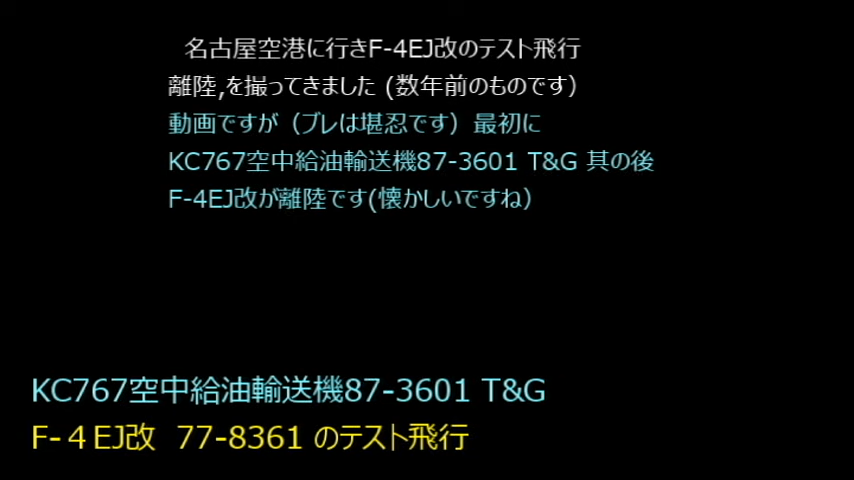 名古屋空港に行きF-4EJ改のテスト飛行
離陸,を撮ってきました (数年前のものです）
動画ですが（ブレは堪忍です）最初に
KC767空中給油輸送機87-3601 T&G 其の後
F-4EJ改が離陸です(懐かしいですね）
KC767空中給油輸送機87-3601 T&G
F-４EJ改 77-8361 のテスト飛行